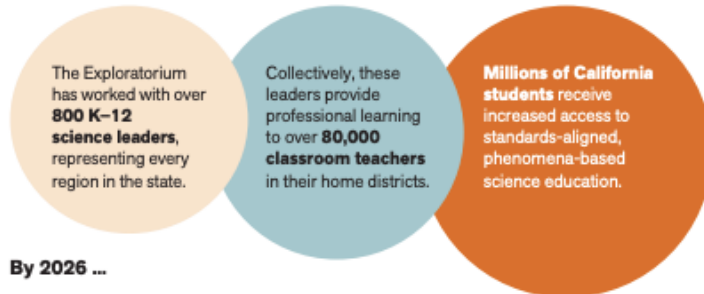 The Exploratorium
has worked with over
800 K–12
science leaders,
representing every
region in the state.
Collectively, these
leaders provide
professional learning
to over 80,000
classroom teachers
in their home districts.
Millions of California
students receive
increased access to
standards-aligned,
phenomena-based
science education.
By 2026 ...